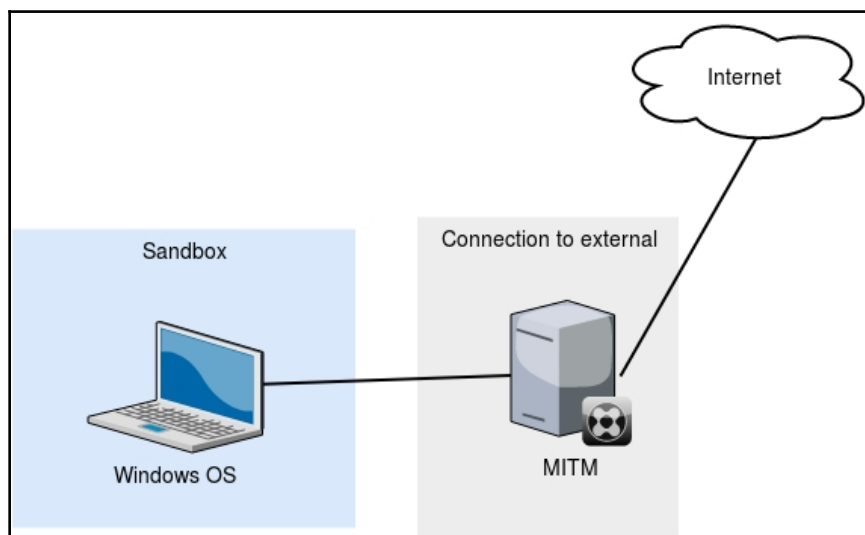 Internet
Sandbox
Connection to external
Windows OS
MITM